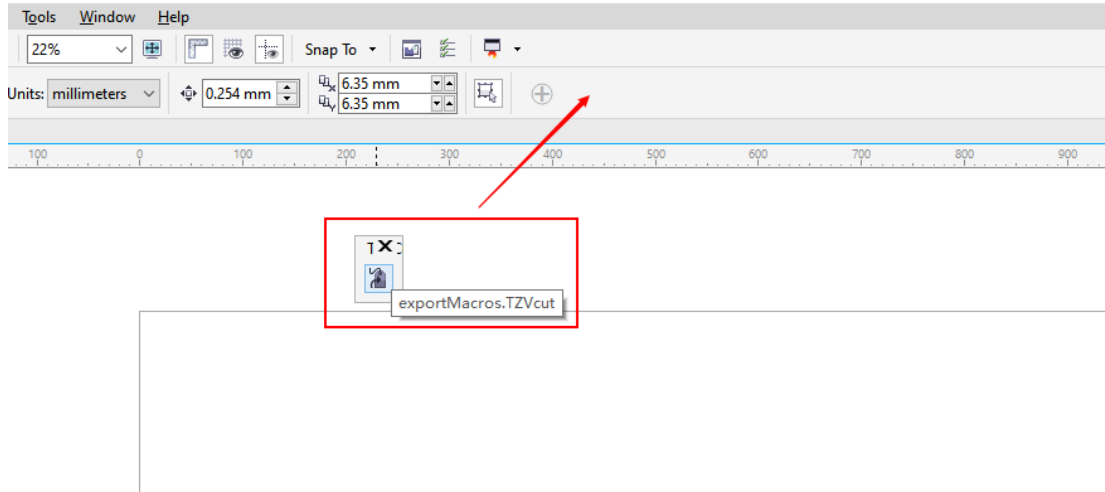 Tools Window Help
22% Snap To
Units: millimeters 0.254 mm 6.35 mm
6.35 mm
100 0 100 200 300 400 500 600 700 800 900
exportMacros.TZVcut